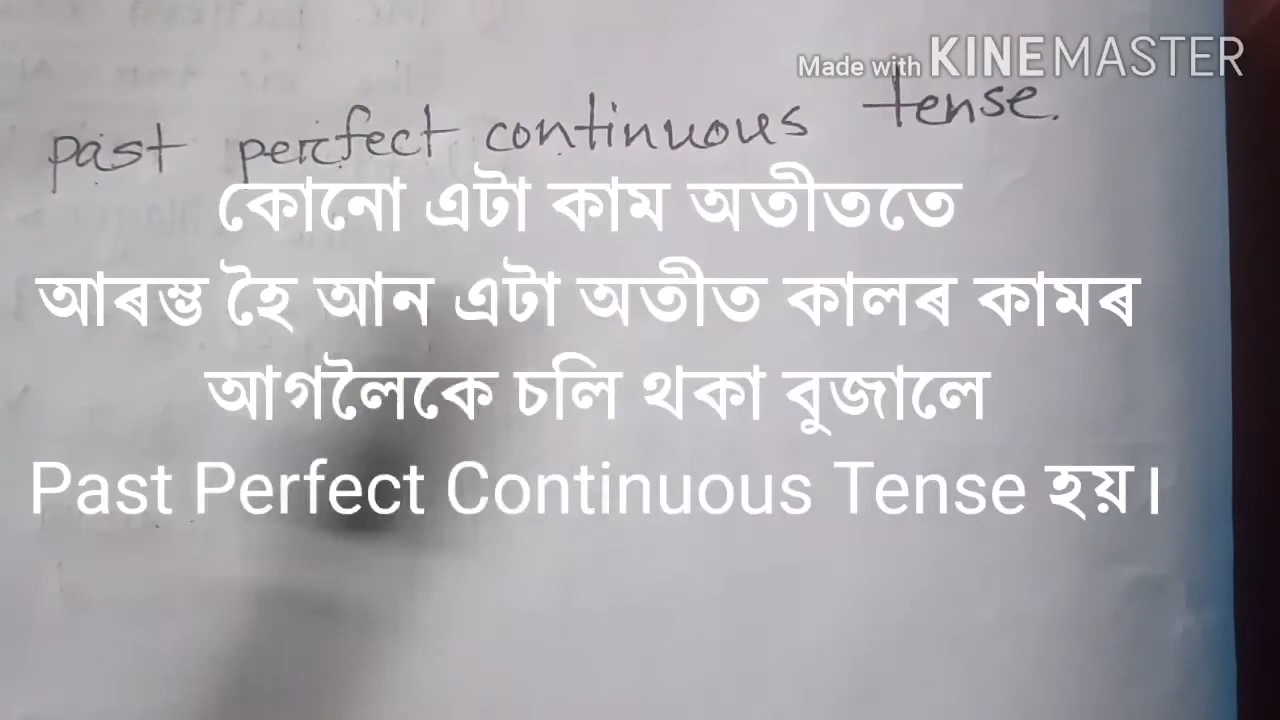 Made with KINEMASTER
past perfect continuous tense.
কোনো এটা কাম অতীততে
আৰম্ভ হৈ আন এটা অতীত কালৰ কামৰ
আগলৈকে চলি থকা বুজালে
Past Perfect Continuous Tense হয়।